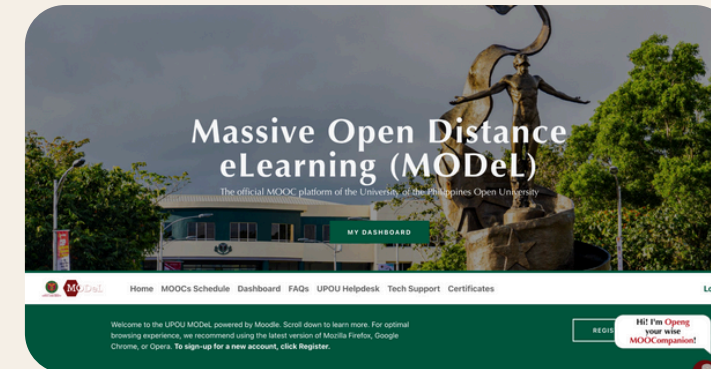 Massive Open Distance
eLearning (MODeL)
The official MOOC platform of the University of the Philippines Open University
MY DASHBOARD
MODeL
Home MOOCs Schedule Dashboard FAQs UPOU Helpdesk Tech Support Certificates
Lo
Welcome to the UPOU MODeL powered by Moodle. Scroll down to learn more. For optimal
browsing experience, we recommend using the latest version of Mozilla Firefox, Google
Chrome, or Opera. To sign-up for a new account, click Register.
REGIS
Hi! I'm Openg
your wise
MOOCompanion!